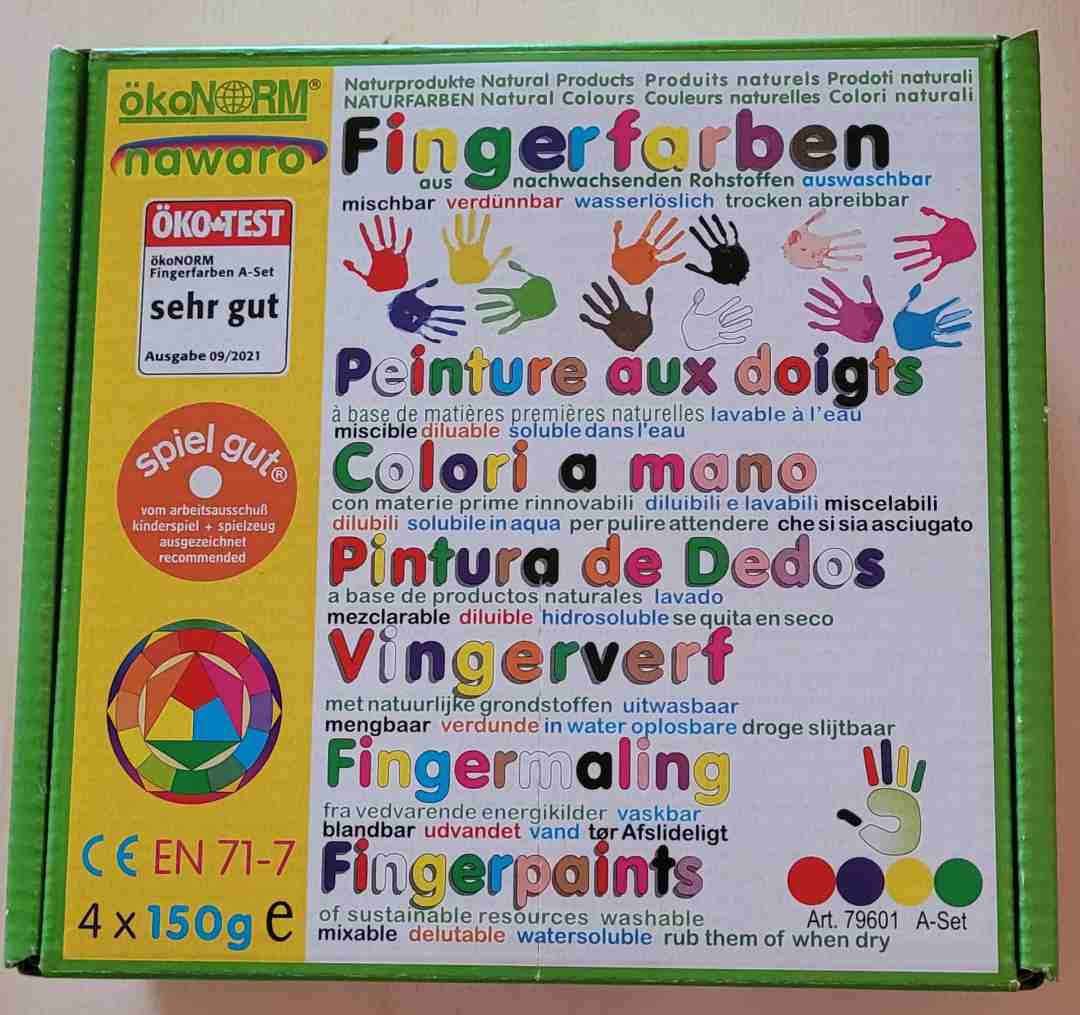 ökoNORM®
nawaro
ÖKO-TEST
ökoNORM
Fingerfarben A-Set
sehr gut
Ausgabe 09/2021
spiel gut®
vom arbeitsausschuß
kinderspiel + spielzeug
ausgezeichnet
recommended
CE EN 71-7
4 x 150g e
Naturprodukte Natural Products Produits naturels Prodoti naturali
NATURFARBEN Natural Colours Couleurs naturelles Colori naturali
Fingerfarben
aus nachwachsenden Rohstoffen auswaschbar
mischbar verdünnbar wasserlöslich trocken abreibbar
Peinture aux doigts
à base de matières premières naturelles lavable à l'eau
miscible diluable soluble dans l'eau
Colori a mano
con materie prime rinnovabili diluibili e lavabili miscelabili
dilubili solubile in aqua per pulire attendere che si sia asciugato
Pintura de Dedos
a base de productos naturales lavado
mezclarable diluible hidrosoluble se quita en seco
Vingerverf
met natuurlijke grondstoffen uitwasbaar
mengbaar verdunde in water oplosbare droge slijtbaar
Fingermaling
fra vedvarende energikilder vaskbar
blandbar udvandet vand tør Afslideligt
Fingerpaints
of sustainable resources washable
mixable delutable watersoluble rub them of when dry
Art. 79601 A-Set